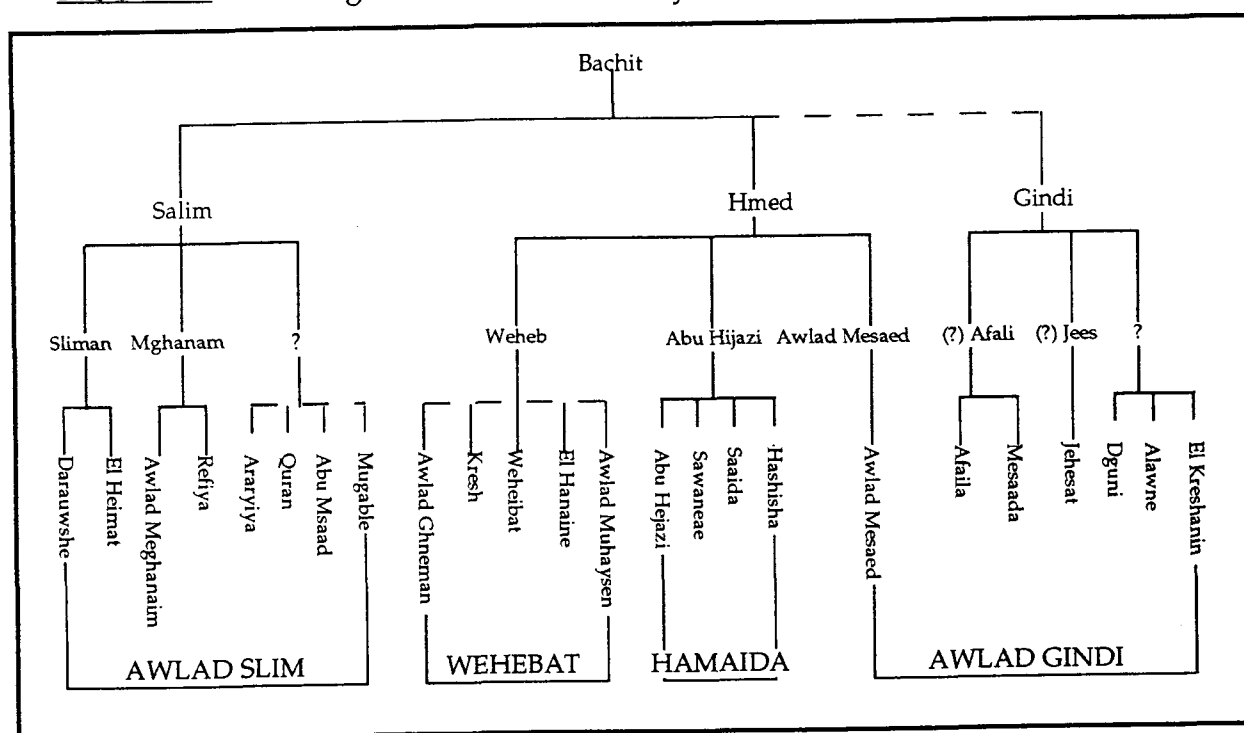 Bachit
Salim Hmed Gindi
Sliman Mghanam ? Weheb Abu Hijazi Awlad Mesaed (?) Afali (?) Jees ?
Darauwshe
El Heimat
Awlad Meghanaim
Refiya
Araryiya
Quran
Abu Msaad
Mugable
Awlad Ghneman
Kresh
Weheibat
El Hanaine
Awlad Muhaysen
Abu Hejazi
Sawaneae
Saaida
Hashisha
Awlad Mesaed
Afaila
Mesaada
Jehesat
Dguni
Alawne
El Kreshanin
AWLAD SLIM WEHEBAT HAMAIDA AWLAD GINDI